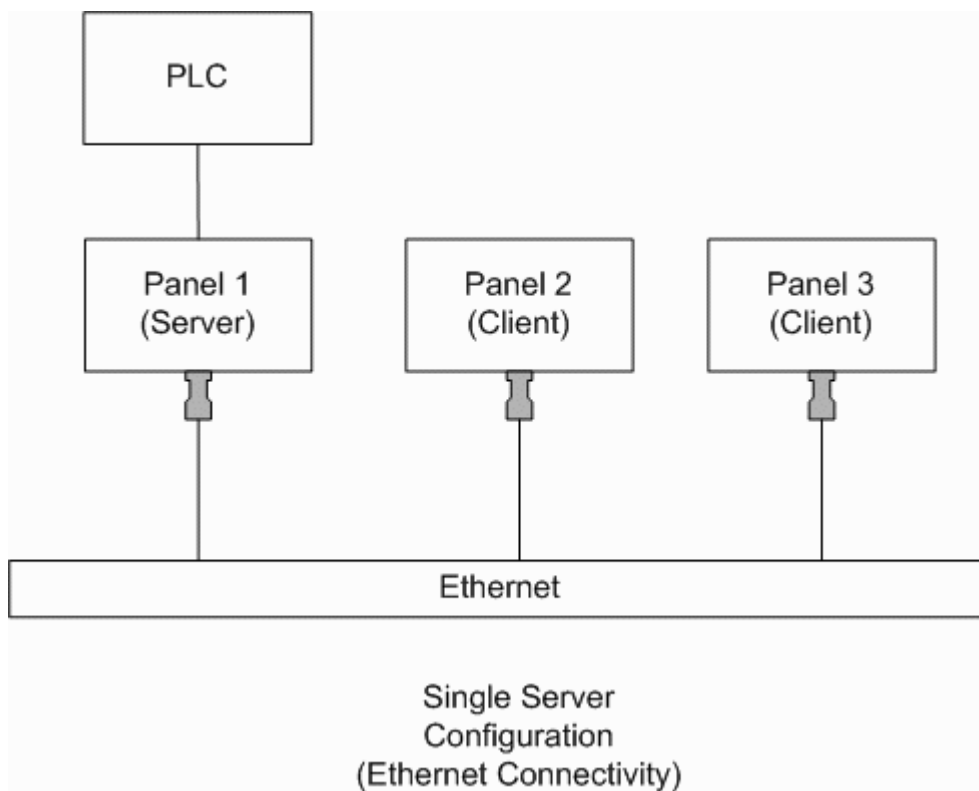 PLC
Panel 1
(Server)
Panel 2
(Client)
Panel 3
(Client)
Ethernet
Single Server
Configuration
(Ethernet Connectivity)